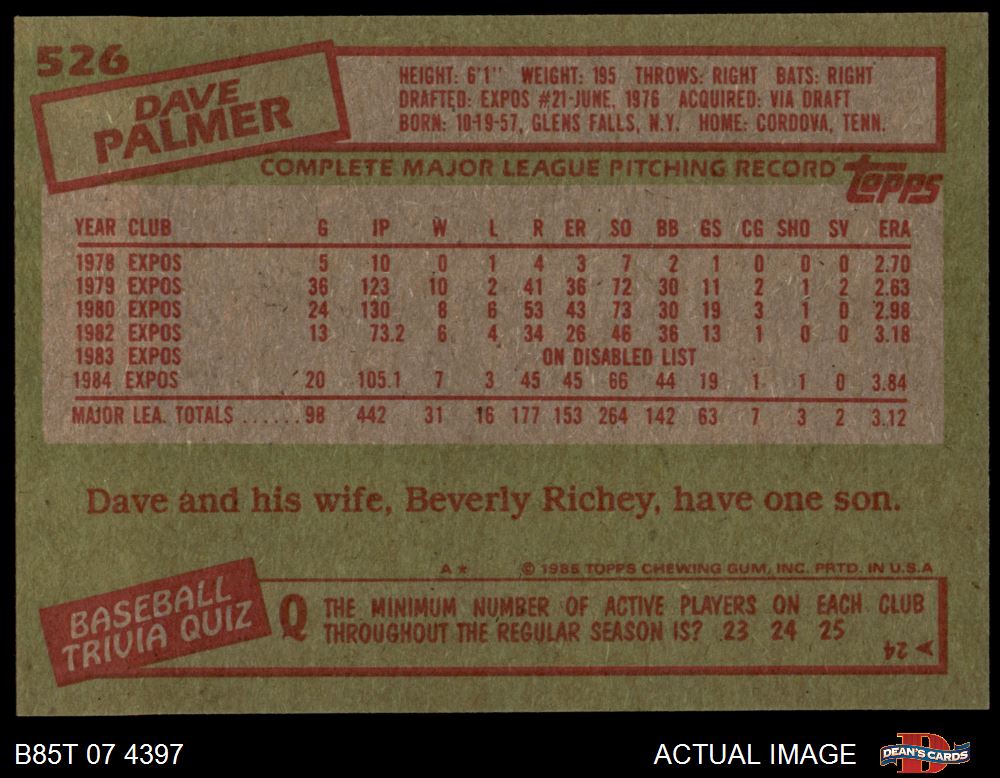 526
DAVE
PALMER
HEIGHT: 6'1" WEIGHT: 195 THROWS: RIGHT BATS: RIGHT
DRAFTED: EXPOS #21-JUNE, 1976 ACQUIRED: VIA DRAFT
BORN: 10-19-57, GLENS FALLS, N.Y. HOME: CORDOVA, TENN.
COMPLETE MAJOR LEAGUE PITCHING RECORD
topps
YEAR CLUB G IP W L R ER SO BB GS CG SHO SV ERA
1978 EXPOS 5 10 0 1 4 3 7 2 1 0 0 0 2.70
1979 EXPOS 36 123 10 2 41 36 72 30 11 2 1 2 2.63
1980 EXPOS 24 130 8 6 53 43 73 30 19 3 1 0 2.98
1982 EXPOS 13 73.2 6 4 34 26 46 36 13 1 0 0 3.18
1983 EXPOS ON DISABLED LIST
1984 EXPOS 20 105.1 7 3 45 45 66 44 19 1 1 0 3.84
MAJOR LEA. TOTALS ...... 98 442 31 16 177 153 264 142 63 7 3 2 3.12
Dave and his wife, Beverly Richey, have one son.
A* © 1985 TOPPS CHEWING GUM, INC. PRTD. IN U.S.A
BASEBALL
TRIVIA QUIZ
Q THE MINIMUM NUMBER OF ACTIVE PLAYERS ON EACH CLUB
THROUGHOUT THE REGULAR SEASON IS? 23 24 25
24
B85T 07 4397
ACTUAL IMAGE
D
DEAN'S CARDS